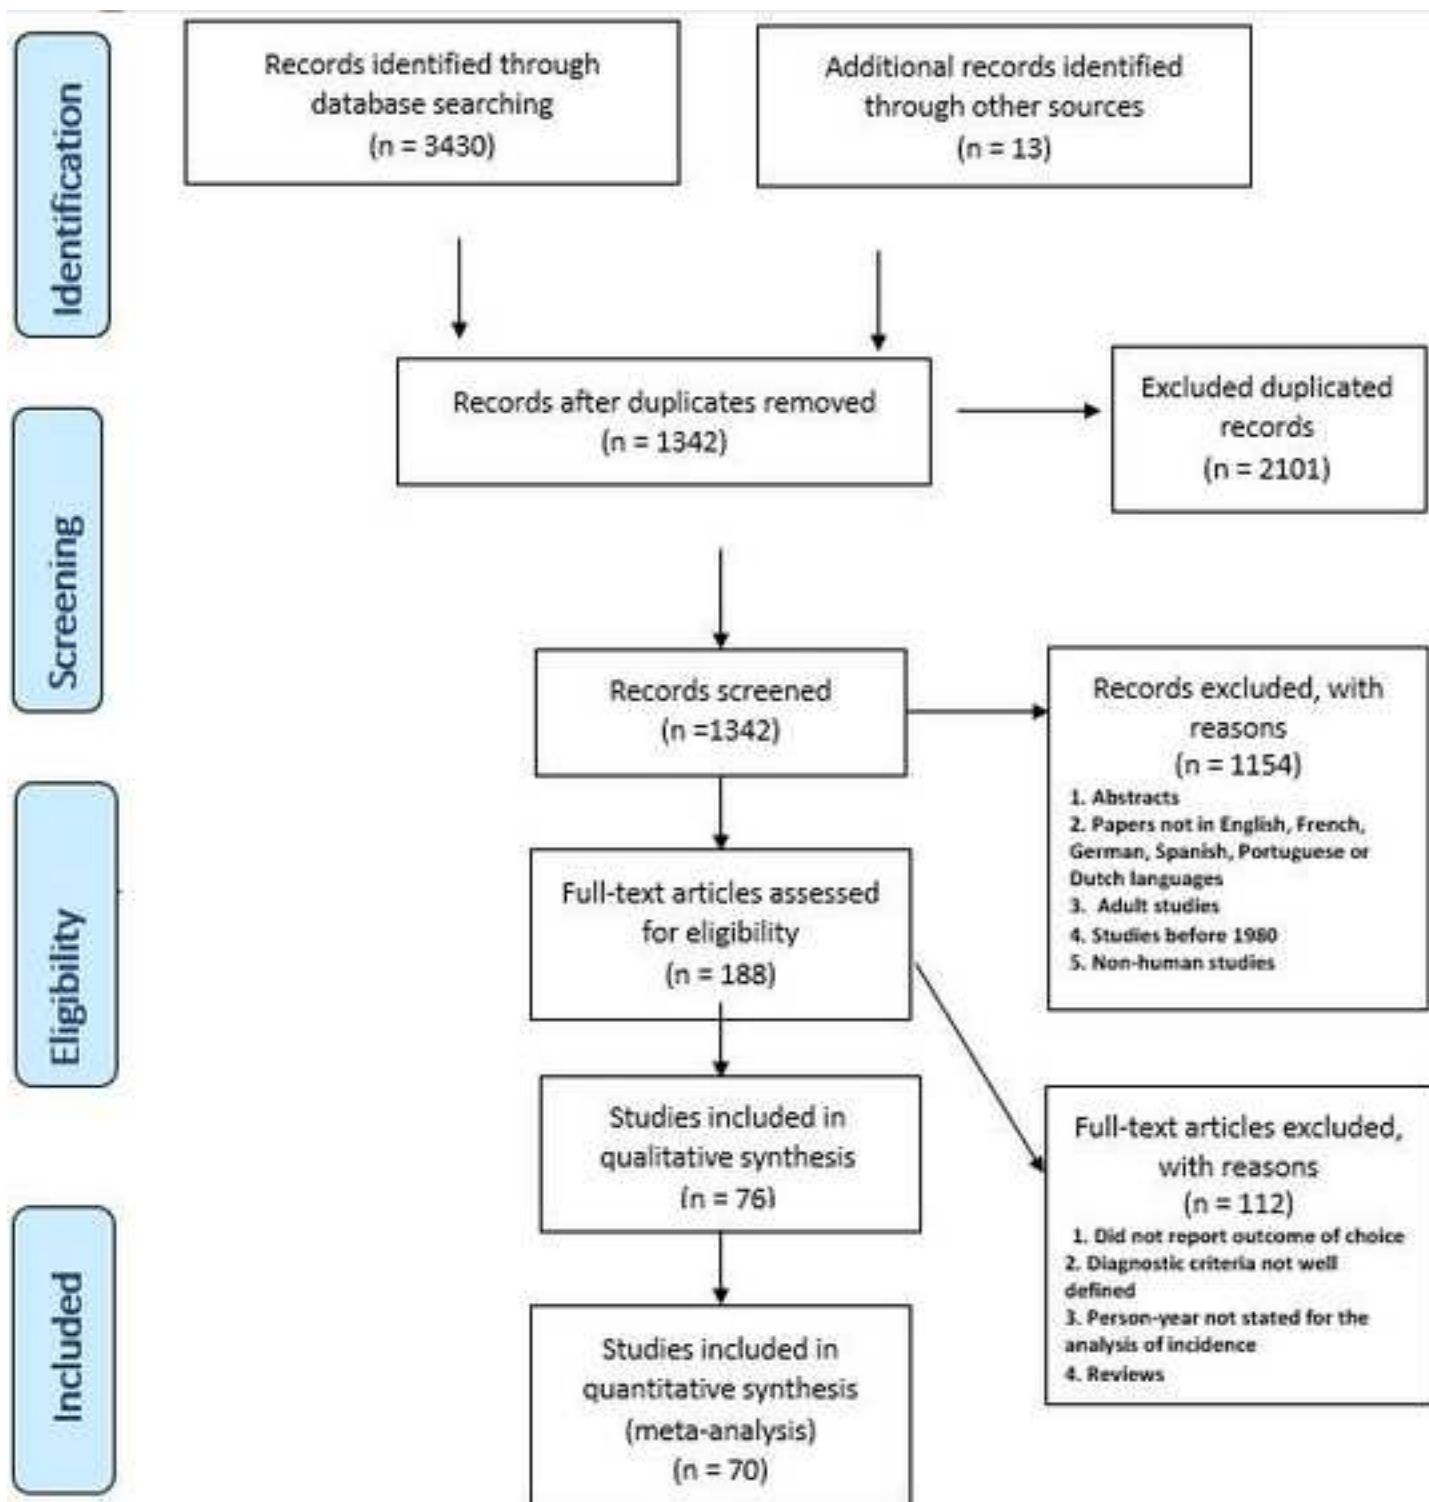 Identification
Records identified through
database searching
(n = 3430)
Additional records identified
through other sources
(n = 13)
Records after duplicates removed
(n = 1342)
Excluded duplicated
records
(n = 2101)
Screening
Records screened
(n =1342)
Records excluded, with
reasons
(n = 1154)
1. Abstracts
2. Papers not in English, French,
German, Spanish, Portuguese or
Dutch languages
3. Adult studies
4. Studies before 1980
5. Non-human studies
Eligibility
Full-text articles assessed
for eligibility
(n = 188)
Studies included in
qualitative synthesis
(n = 76)
Full-text articles excluded,
with reasons
(n = 112)
1. Did not report outcome of choice
2. Diagnostic criteria not well
defined
3. Person-year not stated for the
analysis of incidence
4. Reviews
Included
Studies included in
quantitative synthesis
(meta-analysis)
(n = 70)